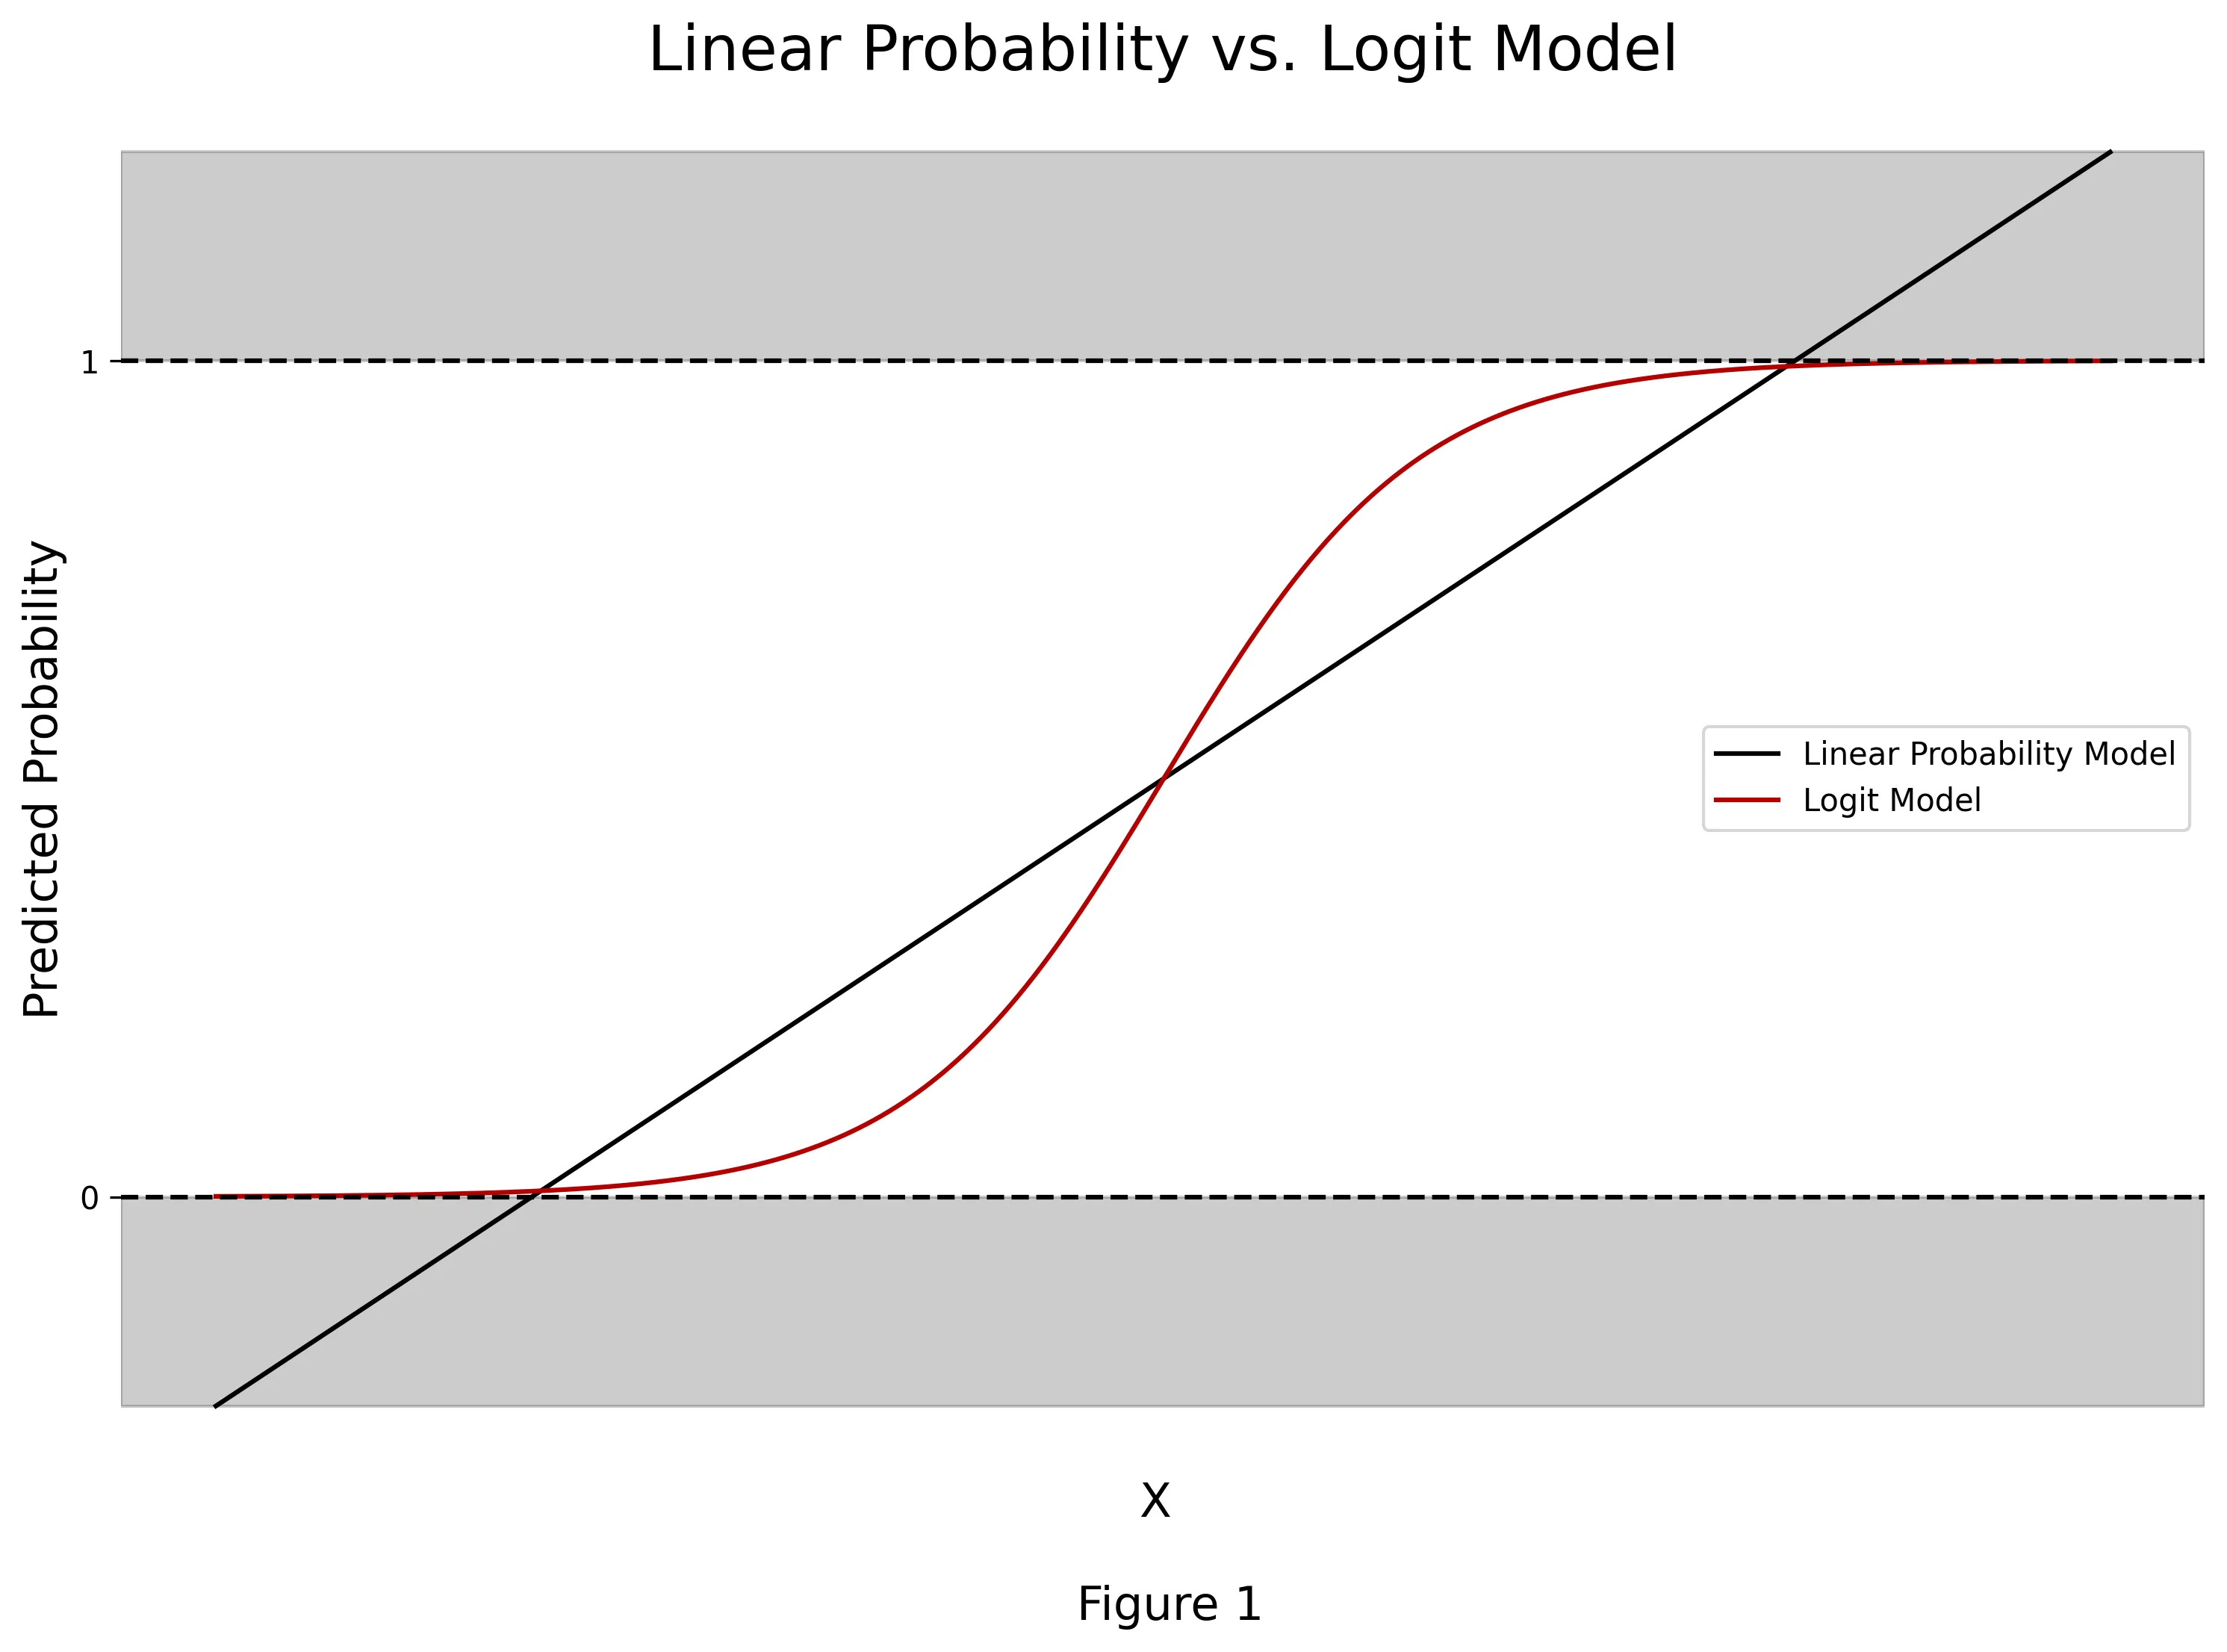 Linear Probability vs. Logit Model
1
Predicted Probability
Linear Probability Model
Logit Model
0
X
Figure 1